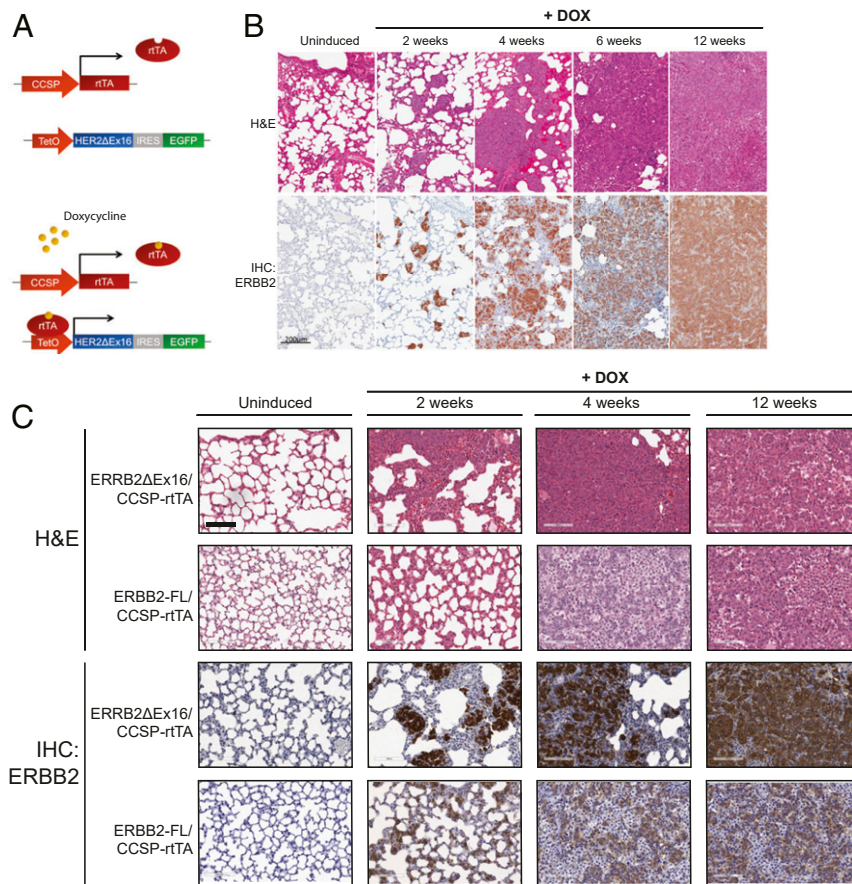 A
rtTA
CCSP
rtTA
TetO
HER2ΔEx16
IRES
EGFP
Doxycycline
rtTA
CCSP
rtTA
rtTA
TetO
HER2ΔEx16
IRES
EGFP
B
+ DOX
Uninduced
2 weeks
4 weeks
6 weeks
12 weeks
H&E
IHC:
ERBB2
200μm
C
+ DOX
Uninduced
2 weeks
4 weeks
12 weeks
H&E
ERRB2ΔEx16/
CCSP-rtTA
ERBB2-FL/
CCSP-rtTA
IHC:
ERBB2
ERRB2ΔEx16/
CCSP-rtTA
ERBB2-FL/
CCSP-rtTA